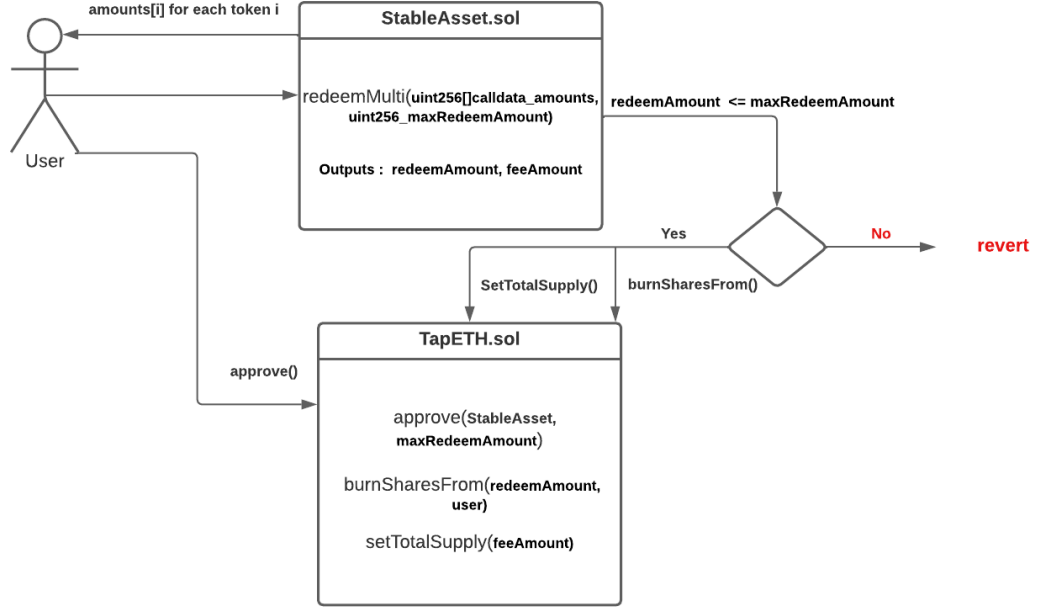 amounts[i] for each token i
StableAsset.sol
redeemMulti(uint256[]calldata_amounts,
uint256_maxRedeemAmount)
redeemAmount <= maxRedeemAmount
Outputs : redeemAmount, feeAmount
User
Yes
No
revert
SetTotalSupply()
burnSharesFrom()
TapETH.sol
approve()
approve(StableAsset,
maxRedeemAmount)
burnSharesFrom(redeemAmount,
user)
setTotalSupply(feeAmount)